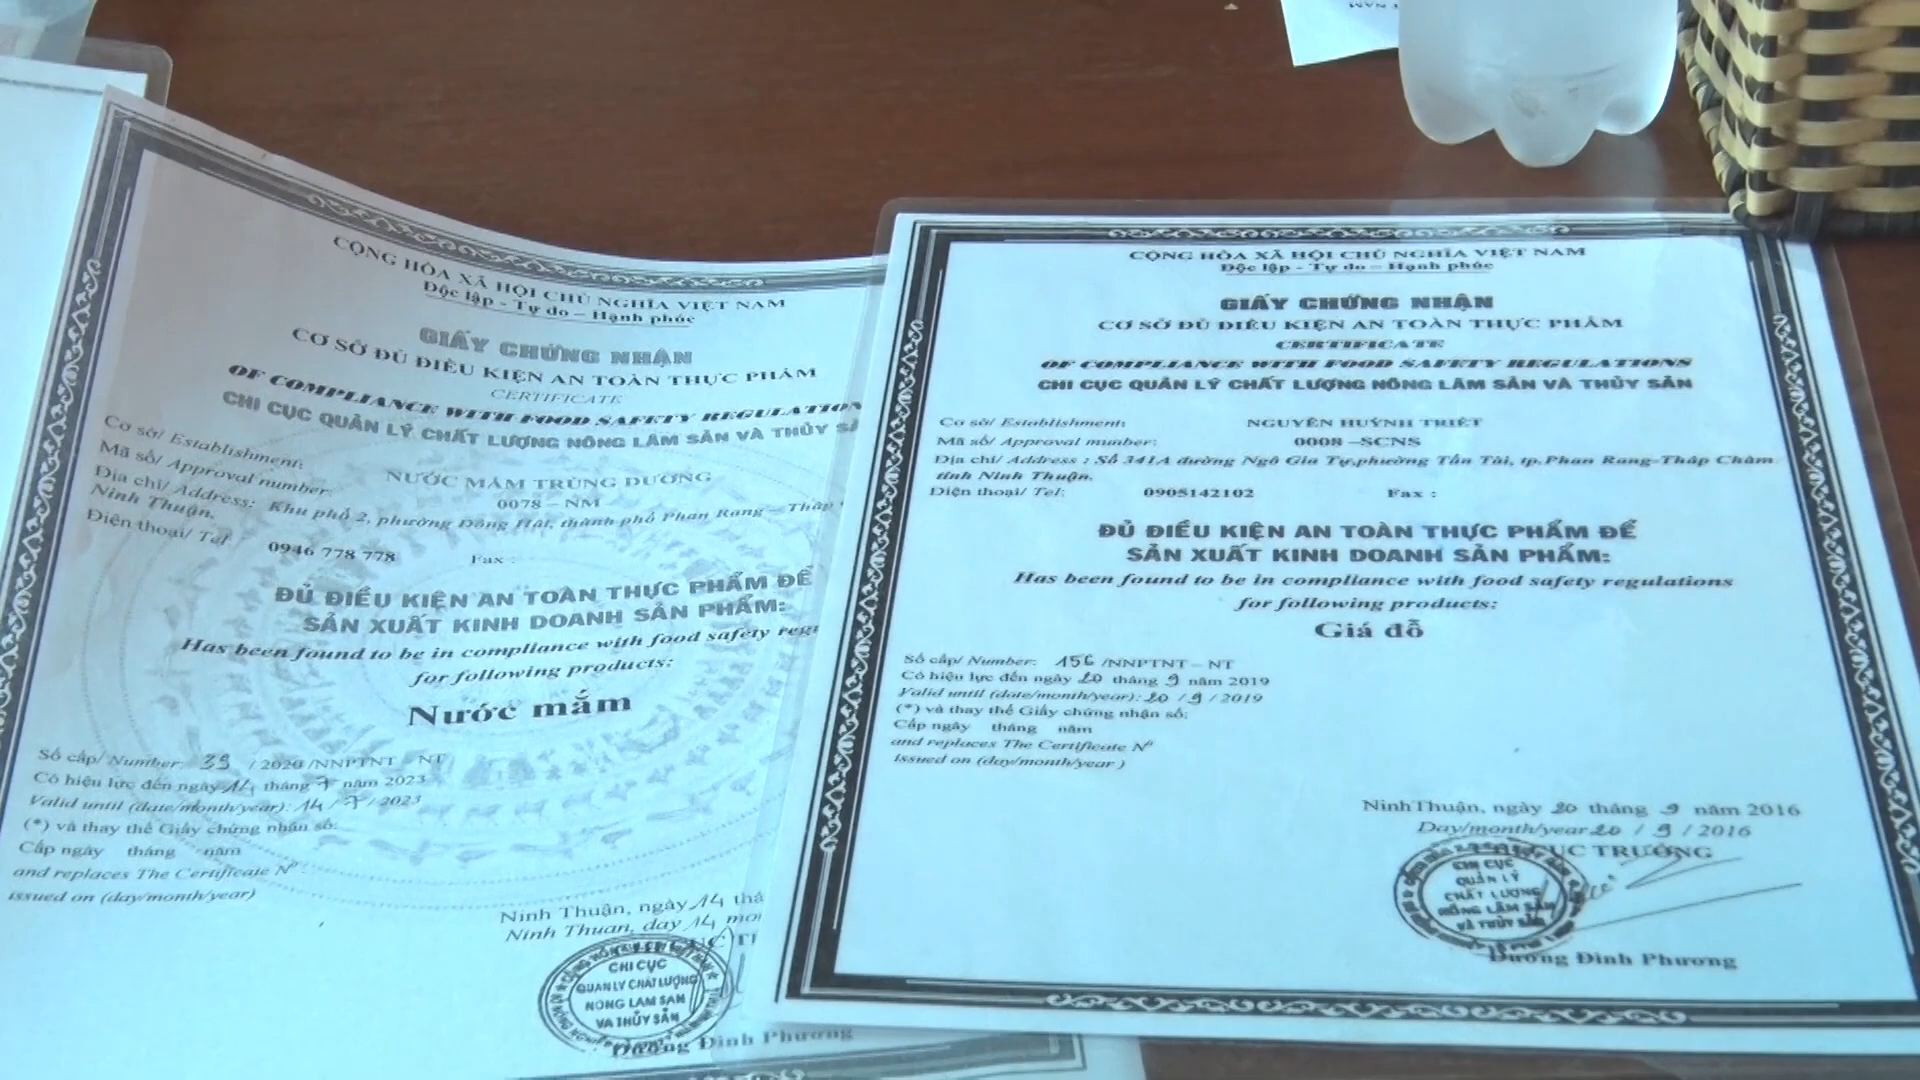 CỘNG HÒA XÃ HỘI CHỦ NGHĨA VIỆT NAM
Độc lập - Tự do – Hạnh phúc
GIẤY CHỨNG NHẬN
CƠ SỞ ĐỦ ĐIỀU KIỆN AN TOÀN THỰC PHẨM
CERTIFICATE
OF COMPLIANCE WITH FOOD SAFETY REGULATION
CHI CỤC QUẢN LÝ CHẤT LƯỢNG NÔNG LÂM SẢN VÀ THỦY
Cơ sở/ Establishment: NƯỚC MẮM TRÙNG DƯƠNG
Mã số/ Approval number 0078 – NM
Địa chỉ/ Address: Khu phố 2, phường Đông Hải, thành phố Phan Rang – Tháp
Ninh Thuận.
Điện thoại/ Tel 0946 778 778 Fax :
ĐỦ ĐIỀU KIỆN AN TOÀN THỰC PHẨM ĐỂ
SẢN XUẤT KINH DOANH SẢN PHẨM:
Has been found to be in compliance with food safety
for following products:
Nước mắm
Số cấp/ Number: 39 / 2020 /NNPTNT – NT
Có hiệu lực đến ngày 14 tháng 7 năm 2023
Valid until (date/month/year): 14 / 7 / 2023
(*) và thay thế Giấy chứng nhận số:
Cấp ngày tháng năm
and replaces The Certificate Nº
issued on (day/month/year)
Ninh Thuận, ngày 14
Ninh Thuan, day 14
CHI CỤC
QUẢN LÝ CHẤT LƯỢNG
NÔNG LÂM SẢN
VÀ THỦY SẢN
Dương Đình Phương
CỘNG HÒA XÃ HỘI CHỦ NGHĨA VIỆT NAM
Độc lập - Tự do – Hạnh phúc
GIẤY CHỨNG NHẬN
CƠ SỞ ĐỦ ĐIỀU KIỆN AN TOÀN THỰC PHẨM
CERTIFICATE
OF COMPLIANCE WITH FOOD SAFETY REGULATIONS
CHI CỤC QUẢN LÝ CHẤT LƯỢNG NÔNG LÂM SẢN VÀ THỦY SẢN
Cơ sở/ Establishment: NGUYỄN HUỲNH TRIẾT
Mã số/ Approval number: 0008 –SCNS
Địa chỉ/ Address : Số 341A đường Ngô Gia Tự,phường Tấn Tài, tp.Phan Rang-Tháp Chàm
tỉnh Ninh Thuận.
Điện thoại/ Tel: 0905142102 Fax :
ĐỦ ĐIỀU KIỆN AN TOÀN THỰC PHẨM ĐỂ
SẢN XUẤT KINH DOANH SẢN PHẨM:
Has been found to be in compliance with food safety regulations
for following products:
Giá đỗ
Số cấp/ Number: 156 /NNPTNT – NT
Có hiệu lực đến ngày 20 tháng 9 năm 2019
Valid until (date/month/year): 20 / 9 / 2019
(*) và thay thế Giấy chứng nhận số:
Cấp ngày tháng năm
and replaces The Certificate Nº
issued on (day/month/year )
NinhThuận, ngày 20 tháng 9 năm 2016
Day/month/year 20 / 9 / 2016
CỤC TRƯỞNG
CHI CỤC
QUẢN LÝ
CHẤT LƯỢNG
NÔNG LÂM SẢN
VÀ THỦY SẢN
Dương Đình Phương